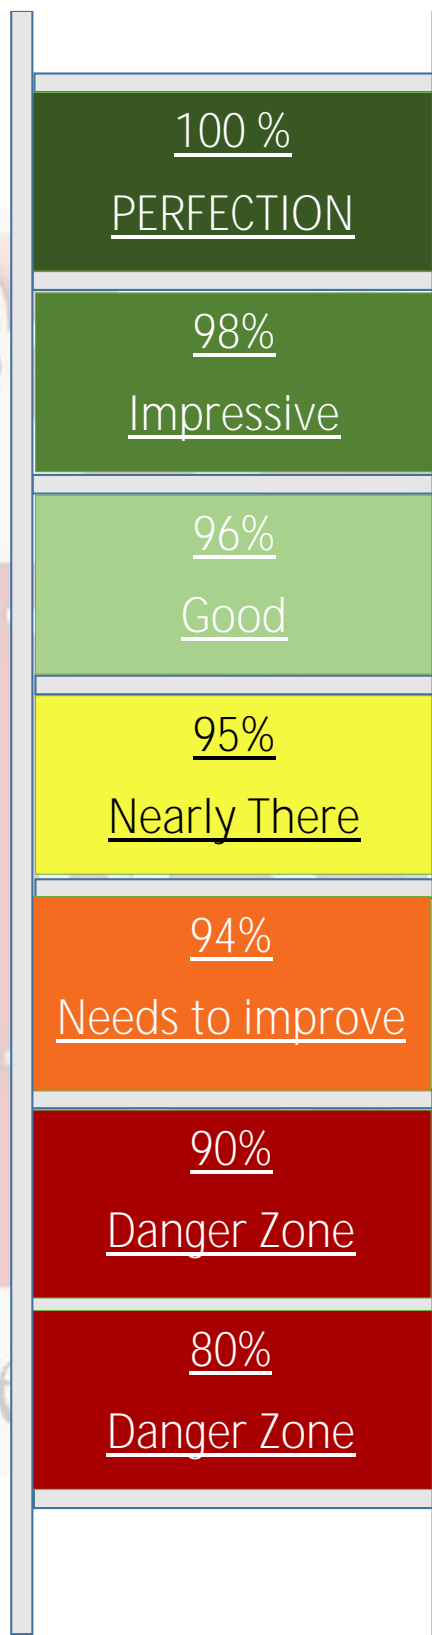 100 %
PERFECTION
98%
Impressive
96%
Good
95%
Nearly There
94%
Needs to improve
90%
Danger Zone
80%
Danger Zone